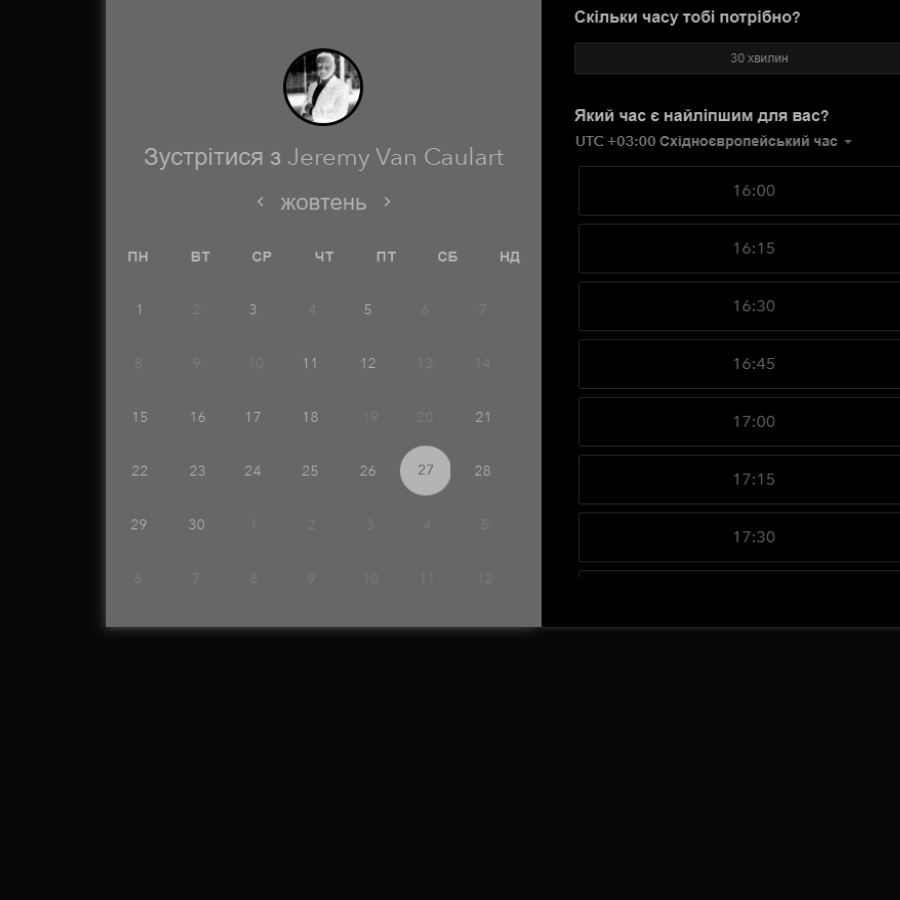 Зустрітися з Jeremy Van Caulart
жовтень
ПН ВТ СР ЧТ ПТ СБ НД
1 2 3 4 5 6 7
8 9 10 11 12 13 14
15 16 17 18 19 20 21
22 23 24 25 26 27 28
29 30 1 2 3 4 5
6 7 8 9 10 11 12
Скільки часу тобі потрібно?
30 хвилин
Який час є найліпшим для вас?
UTC +03:00 Східноєвропейський час
16:00
16:15
16:30
16:45
17:00
17:15
17:30